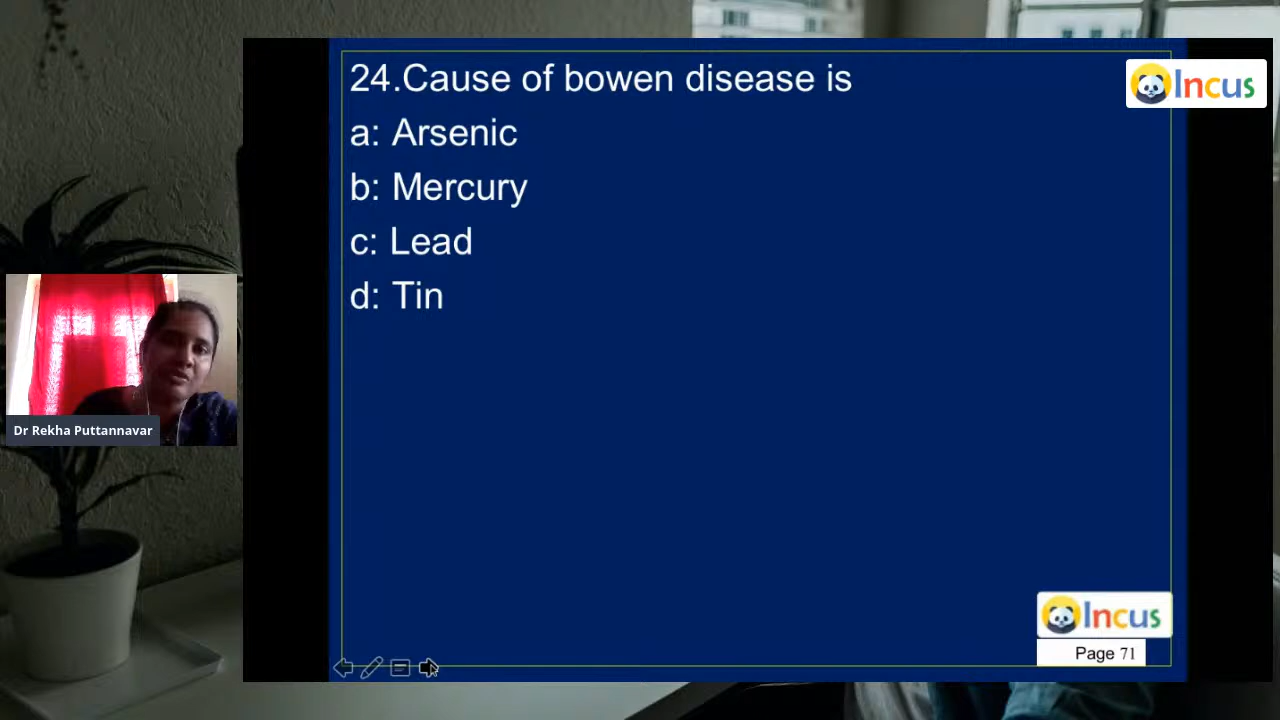 24.Cause of bowen disease is
a: Arsenic
b: Mercury
c: Lead
d: Tin
Incus
Dr Rekha Puttannavar
Incus
Page 71